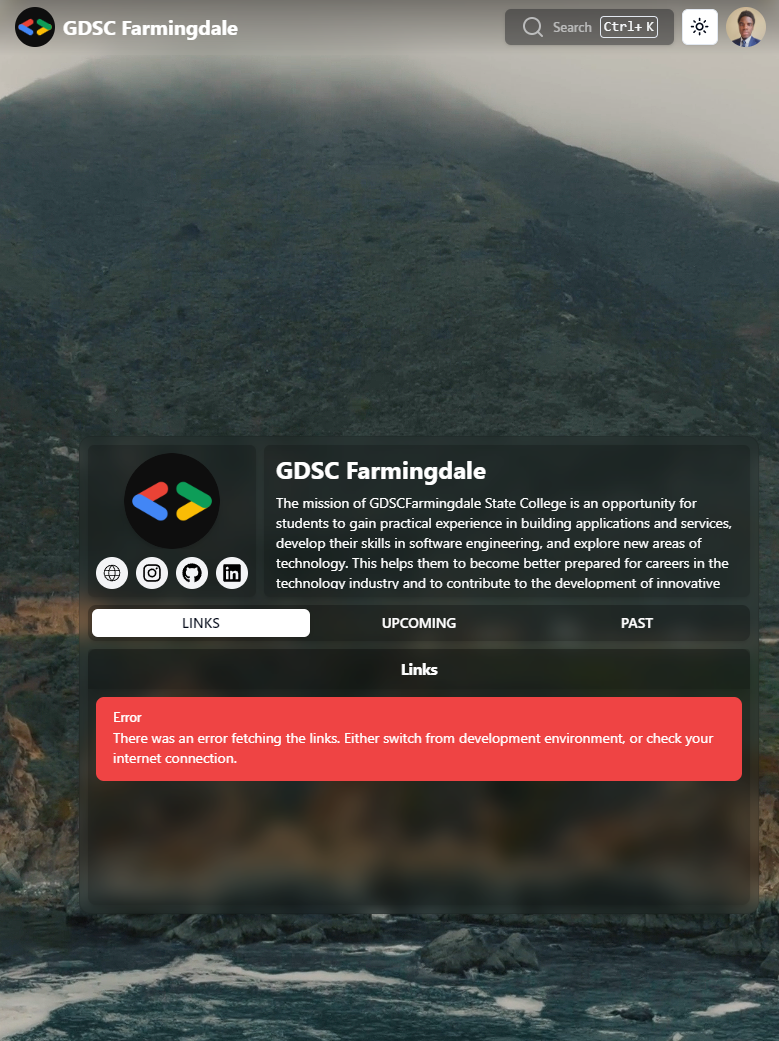 GDSC Farmingdale
Search Ctrl+ K
GDSC Farmingdale
The mission of GDSCFarmingdale State College is an opportunity for
students to gain practical experience in building applications and services,
develop their skills in software engineering, and explore new areas of
technology. This helps them to become better prepared for careers in the
technology industry and to contribute to the development of innovative
LINKS
UPCOMING
PAST
Links
Error
There was an error fetching the links. Either switch from development environment, or check your
internet connection.